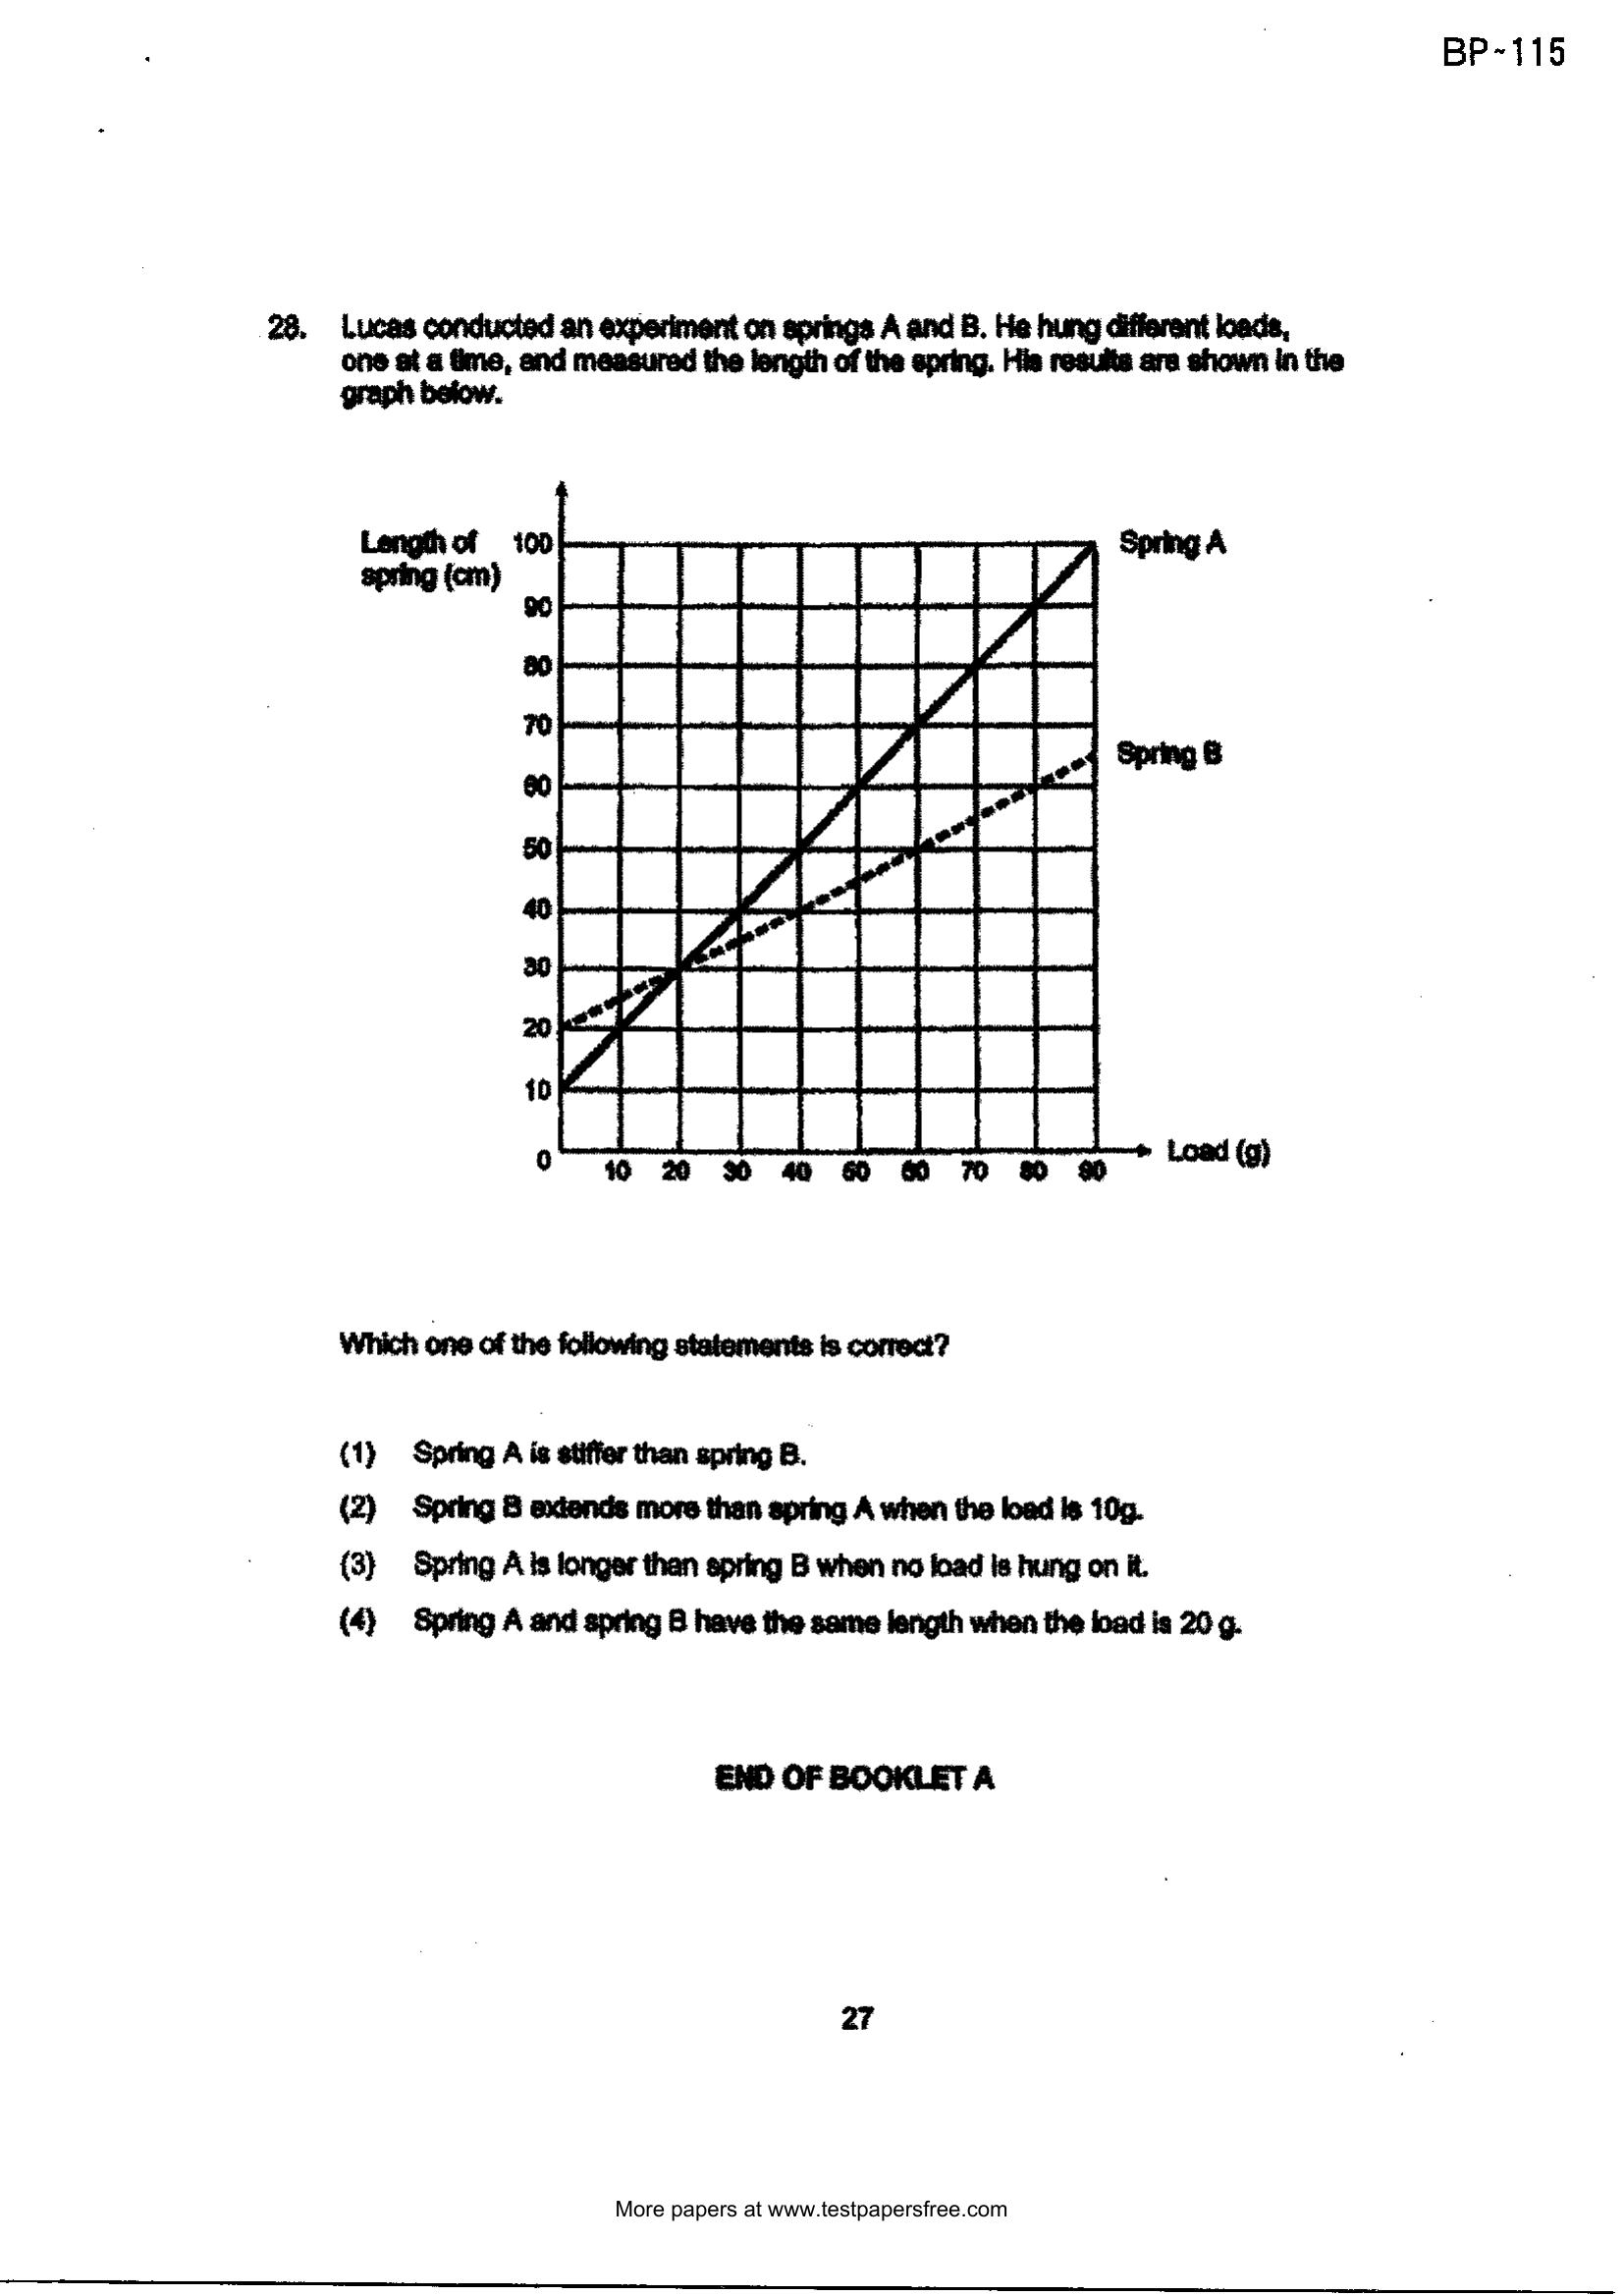 BP-115
28. Lucas conducted an experiment on springs A and B. He hung different loads,
one at a time, and measured the length of the spring. His results are shown in the
graph below.
Length of
spring (cm)
100
90
80
70
60
50
40
30
20
10
0
Spring A
Spring B
10 20 30 40 50 60 70 80 90
Load (g)
Which one of the following statements is correct?
(1) Spring A is stiffer than spring B.
(2) Spring B extends more than spring A when the load is 10g.
(3) Spring A is longer than spring B when no load is hung on it.
(4) Spring A and spring B have the same length when the load is 20 g.
END OF BOOKLET A
27
More papers at www.testpapersfree.com